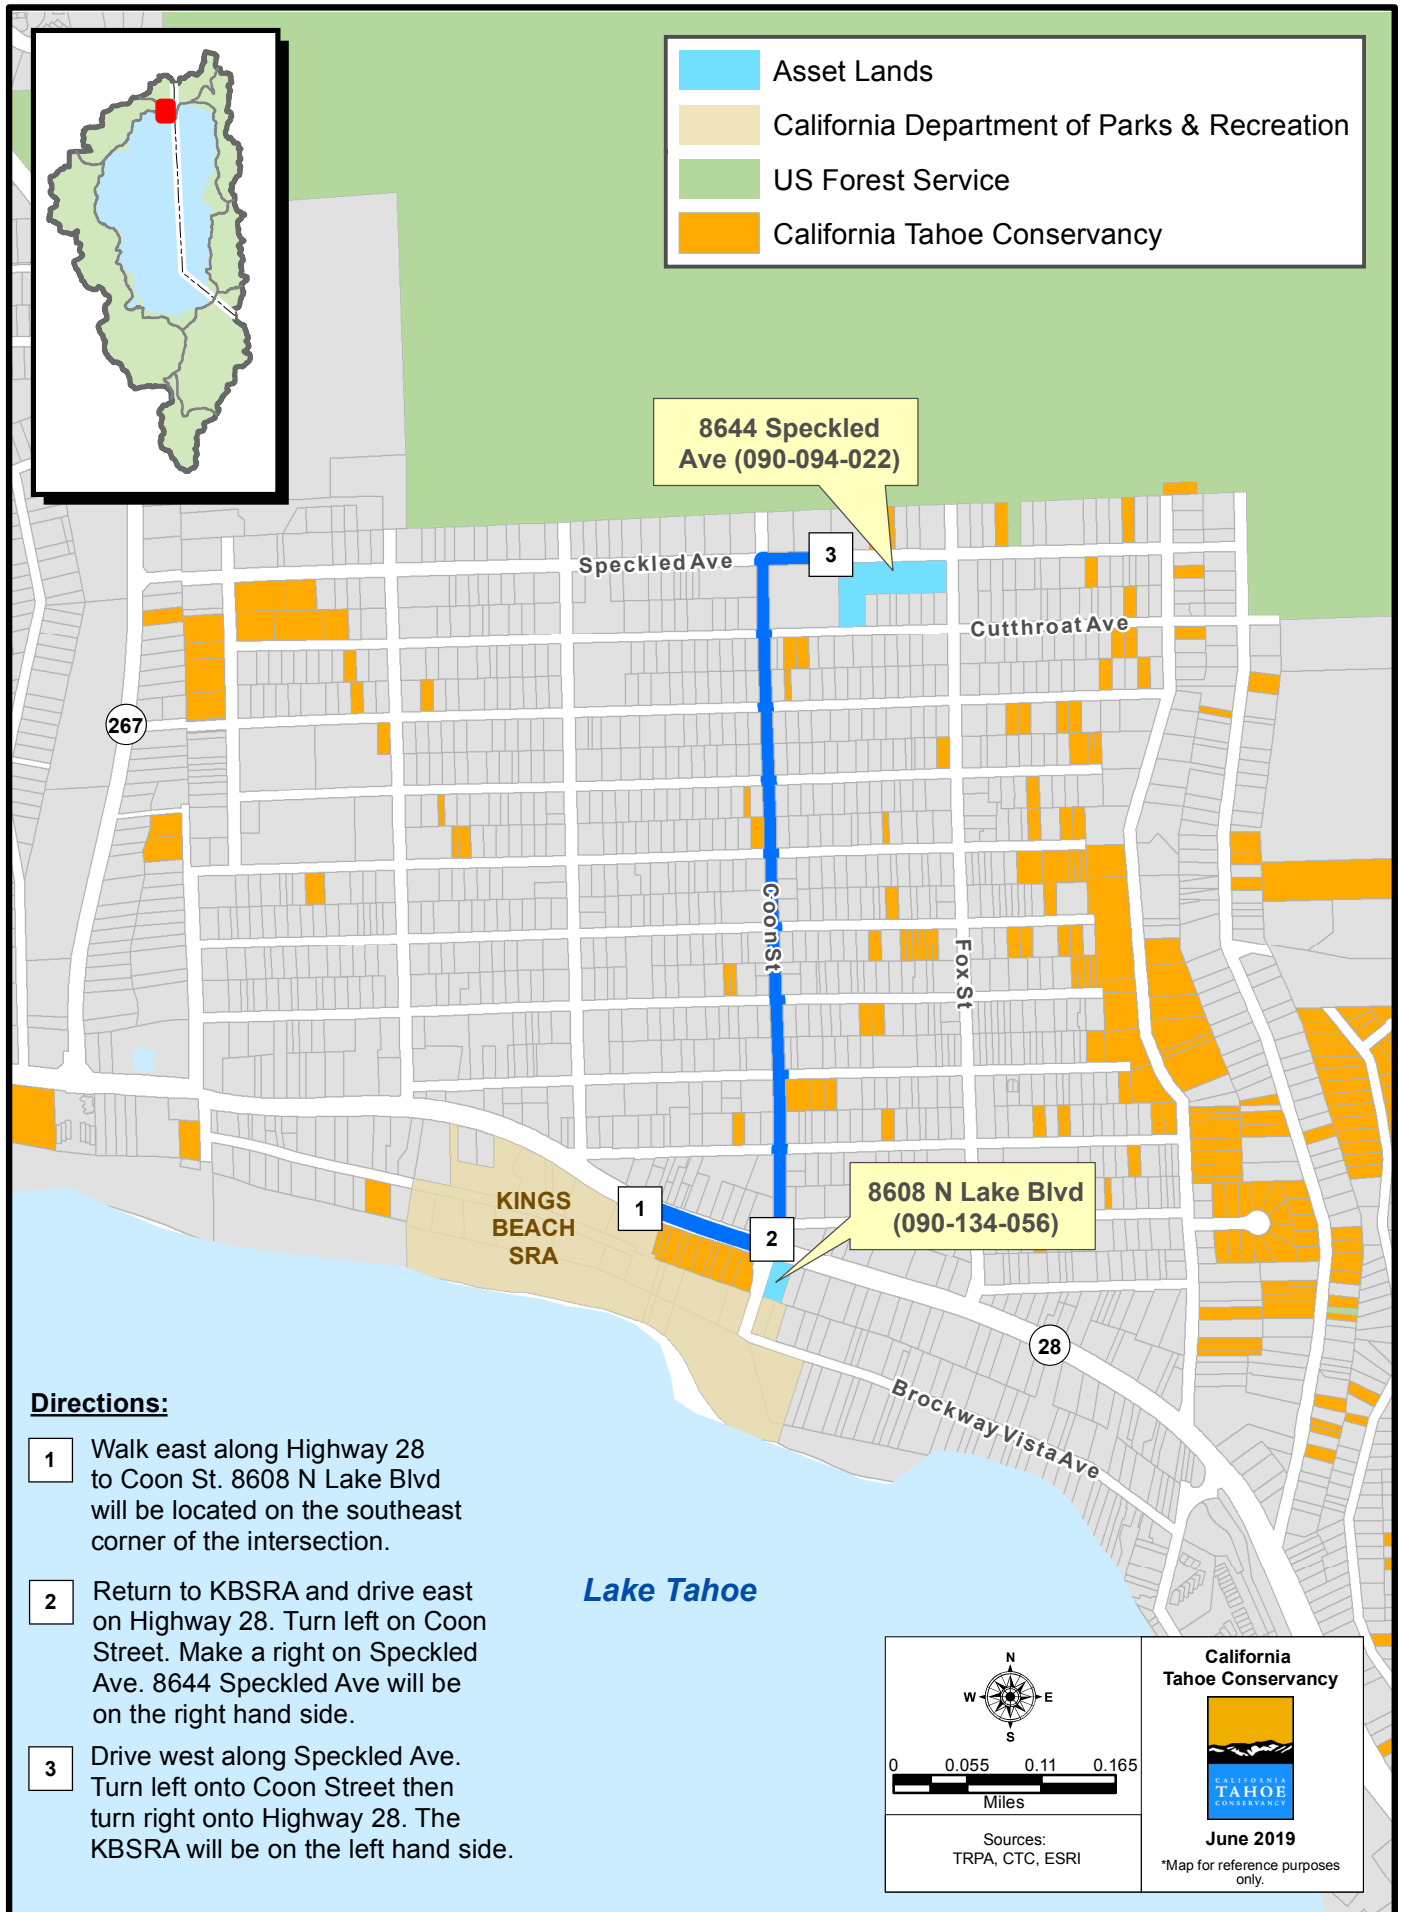 Asset Lands
California Department of Parks & Recreation
US Forest Service
California Tahoe Conservancy
8644 Speckled
Ave (090-094-022)
Speckled Ave
3
Cutthroat Ave
267
Coon St
Fox St
KINGS
BEACH
SRA
1
2
8608 N Lake Blvd
(090-134-056)
28
Brockway Vista Ave
Lake Tahoe
Directions:
1
Walk east along Highway 28
to Coon St. 8608 N Lake Blvd
will be located on the southeast
corner of the intersection.
2
Return to KBSRA and drive east
on Highway 28. Turn left on Coon
Street. Make a right on Speckled
Ave. 8644 Speckled Ave will be
on the right hand side.
3
Drive west along Speckled Ave.
Turn left onto Coon Street then
turn right onto Highway 28. The
KBSRA will be on the left hand side.
N
W E
S
0 0.055 0.11 0.165
Miles
Sources:
TRPA, CTC, ESRI
California
Tahoe Conservancy
CALIFORNIA
TAHOE
CONSERVANCY
June 2019
*Map for reference purposes
only.